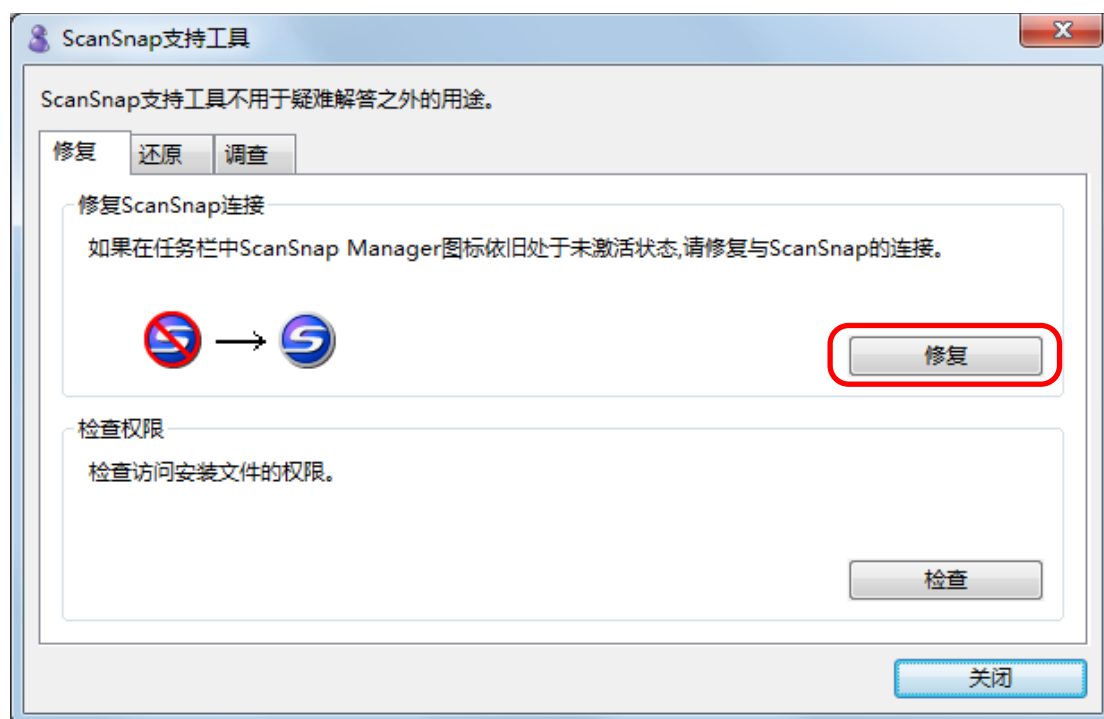 ScanSnap支持工具
ScanSnap支持工具不用于疑难解答之外的用途。
修复 还原 调查
修复ScanSnap连接
如果在任务栏中ScanSnap Manager图标依旧处于未激活状态,请修复与ScanSnap的连接。
修复
检查权限
检查访问安装文件的权限。
检查
关闭